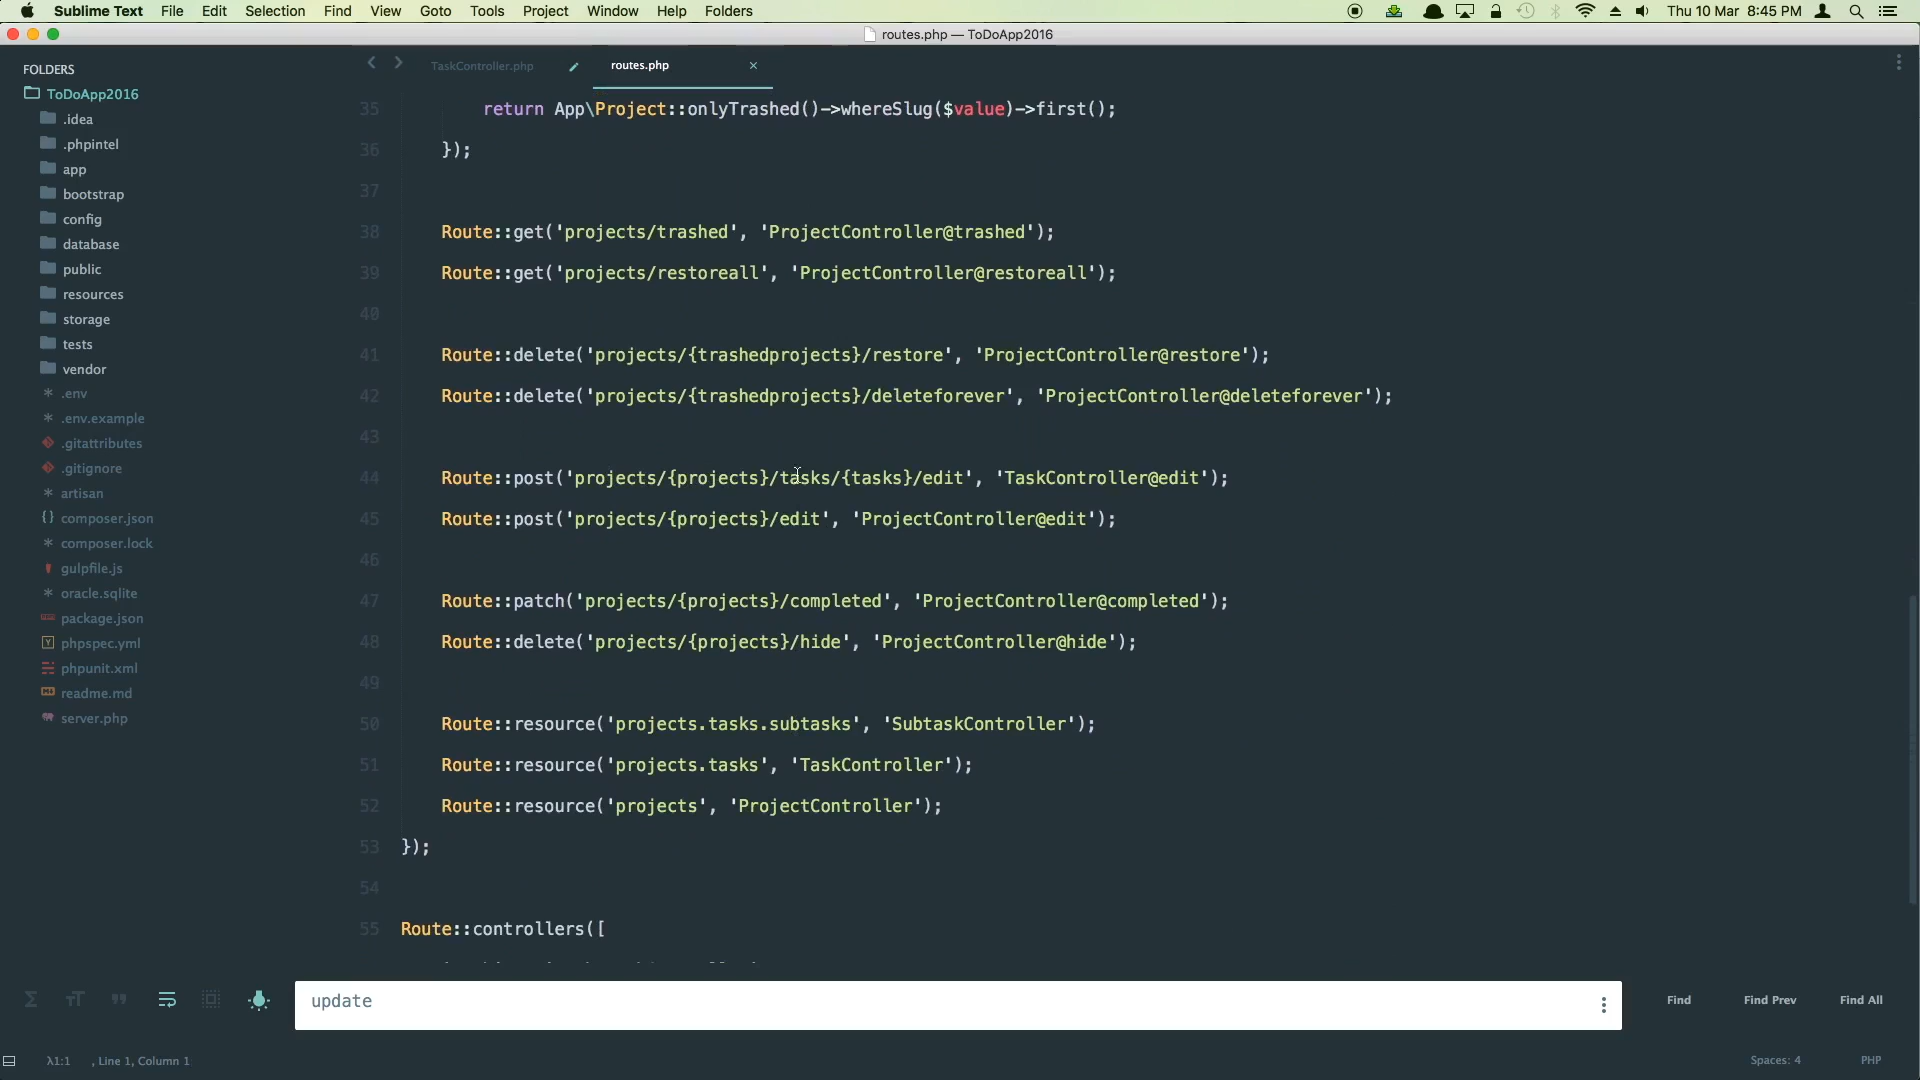 Sublime Text File Edit Selection Find View Goto Tools Project Window Help Folders Thu 10 Mar 8:45 PM
routes.php — ToDoApp2016
FOLDERS
ToDoApp2016
.idea
.phpintel
app
bootstrap
config
database
public
resources
storage
tests
vendor
.env
.env.example
.gitattributes
.gitignore
artisan
composer.json
composer.lock
gulpfile.js
oracle.sqlite
package.json
phpspec.yml
phpunit.xml
readme.md
server.php
TaskController.php routes.php
35 return App\Project::onlyTrashed()->whereSlug($value)->first();
36 });
37
38 Route::get('projects/trashed', 'ProjectController@trashed');
39 Route::get('projects/restoreall', 'ProjectController@restoreall');
40
41 Route::delete('projects/{trashedprojects}/restore', 'ProjectController@restore');
42 Route::delete('projects/{trashedprojects}/deleteforever', 'ProjectController@deleteforever');
43
44 Route::post('projects/{projects}/tasks/{tasks}/edit', 'TaskController@edit');
45 Route::post('projects/{projects}/edit', 'ProjectController@edit');
46
47 Route::patch('projects/{projects}/completed', 'ProjectController@completed');
48 Route::delete('projects/{projects}/hide', 'ProjectController@hide');
49
50 Route::resource('projects.tasks.subtasks', 'SubtaskController');
51 Route::resource('projects.tasks', 'TaskController');
52 Route::resource('projects', 'ProjectController');
53 });
54
55 Route::controllers([
update
Find Find Prev Find All
λ1:1 , Line 1, Column 1 Spaces: 4 PHP